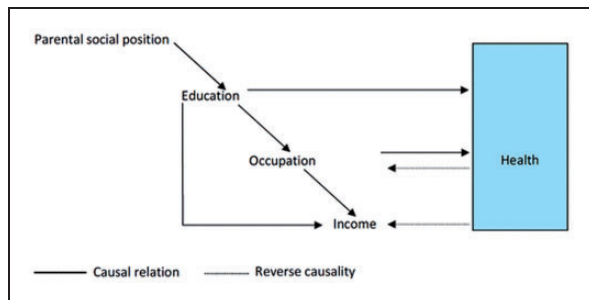 Parental social position
Education
Occupation
Health
Income
Causal relation
Reverse causality